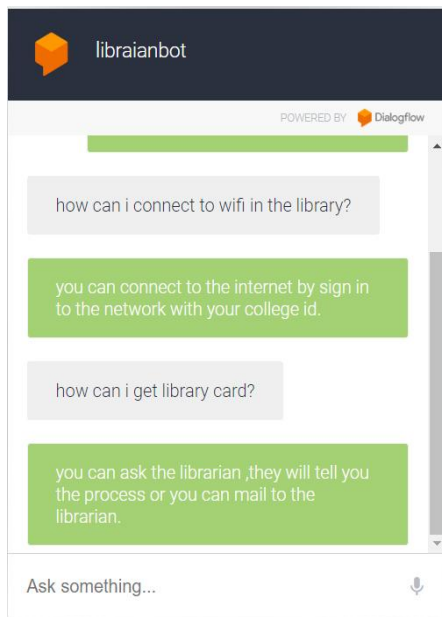 libraianbot
POWERED BY Dialogflow
how can i connect to wifi in the library?
you can connect to the internet by sign in
to the network with your college id.
how can i get library card?
you can ask the librarian ,they will tell you
the process or you can mail to the
librarian.
Ask something...